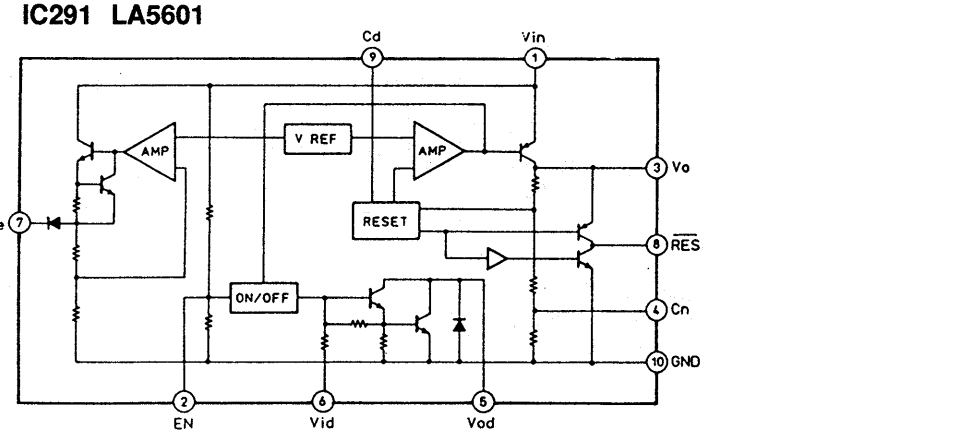 IC291 LA5601
Cd
Vin
9
1
AMP
V REF
AMP
3 Vo
RESET
7
8 RES
ON/OFF
4 Cn
10 GND
2
6
5
EN
Vid
Vod